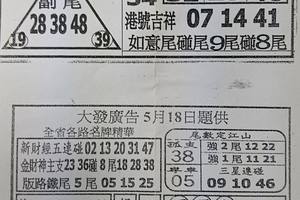 副尾
28 38 48
19 39
港號吉祥 07 14 41
如意尾碰尾9尾碰8尾
大發廣告5月18日題供
全省各路名牌精華
新財經五連碰 02 13 20 31 47
金財神主支 23 36碰8尾 18 28 38
版路鐵尾 5尾 05 15 25
尾數定江山
孤支 38
強2尾 12 22
強1尾 11 21
05
三星連碰
09 10 46